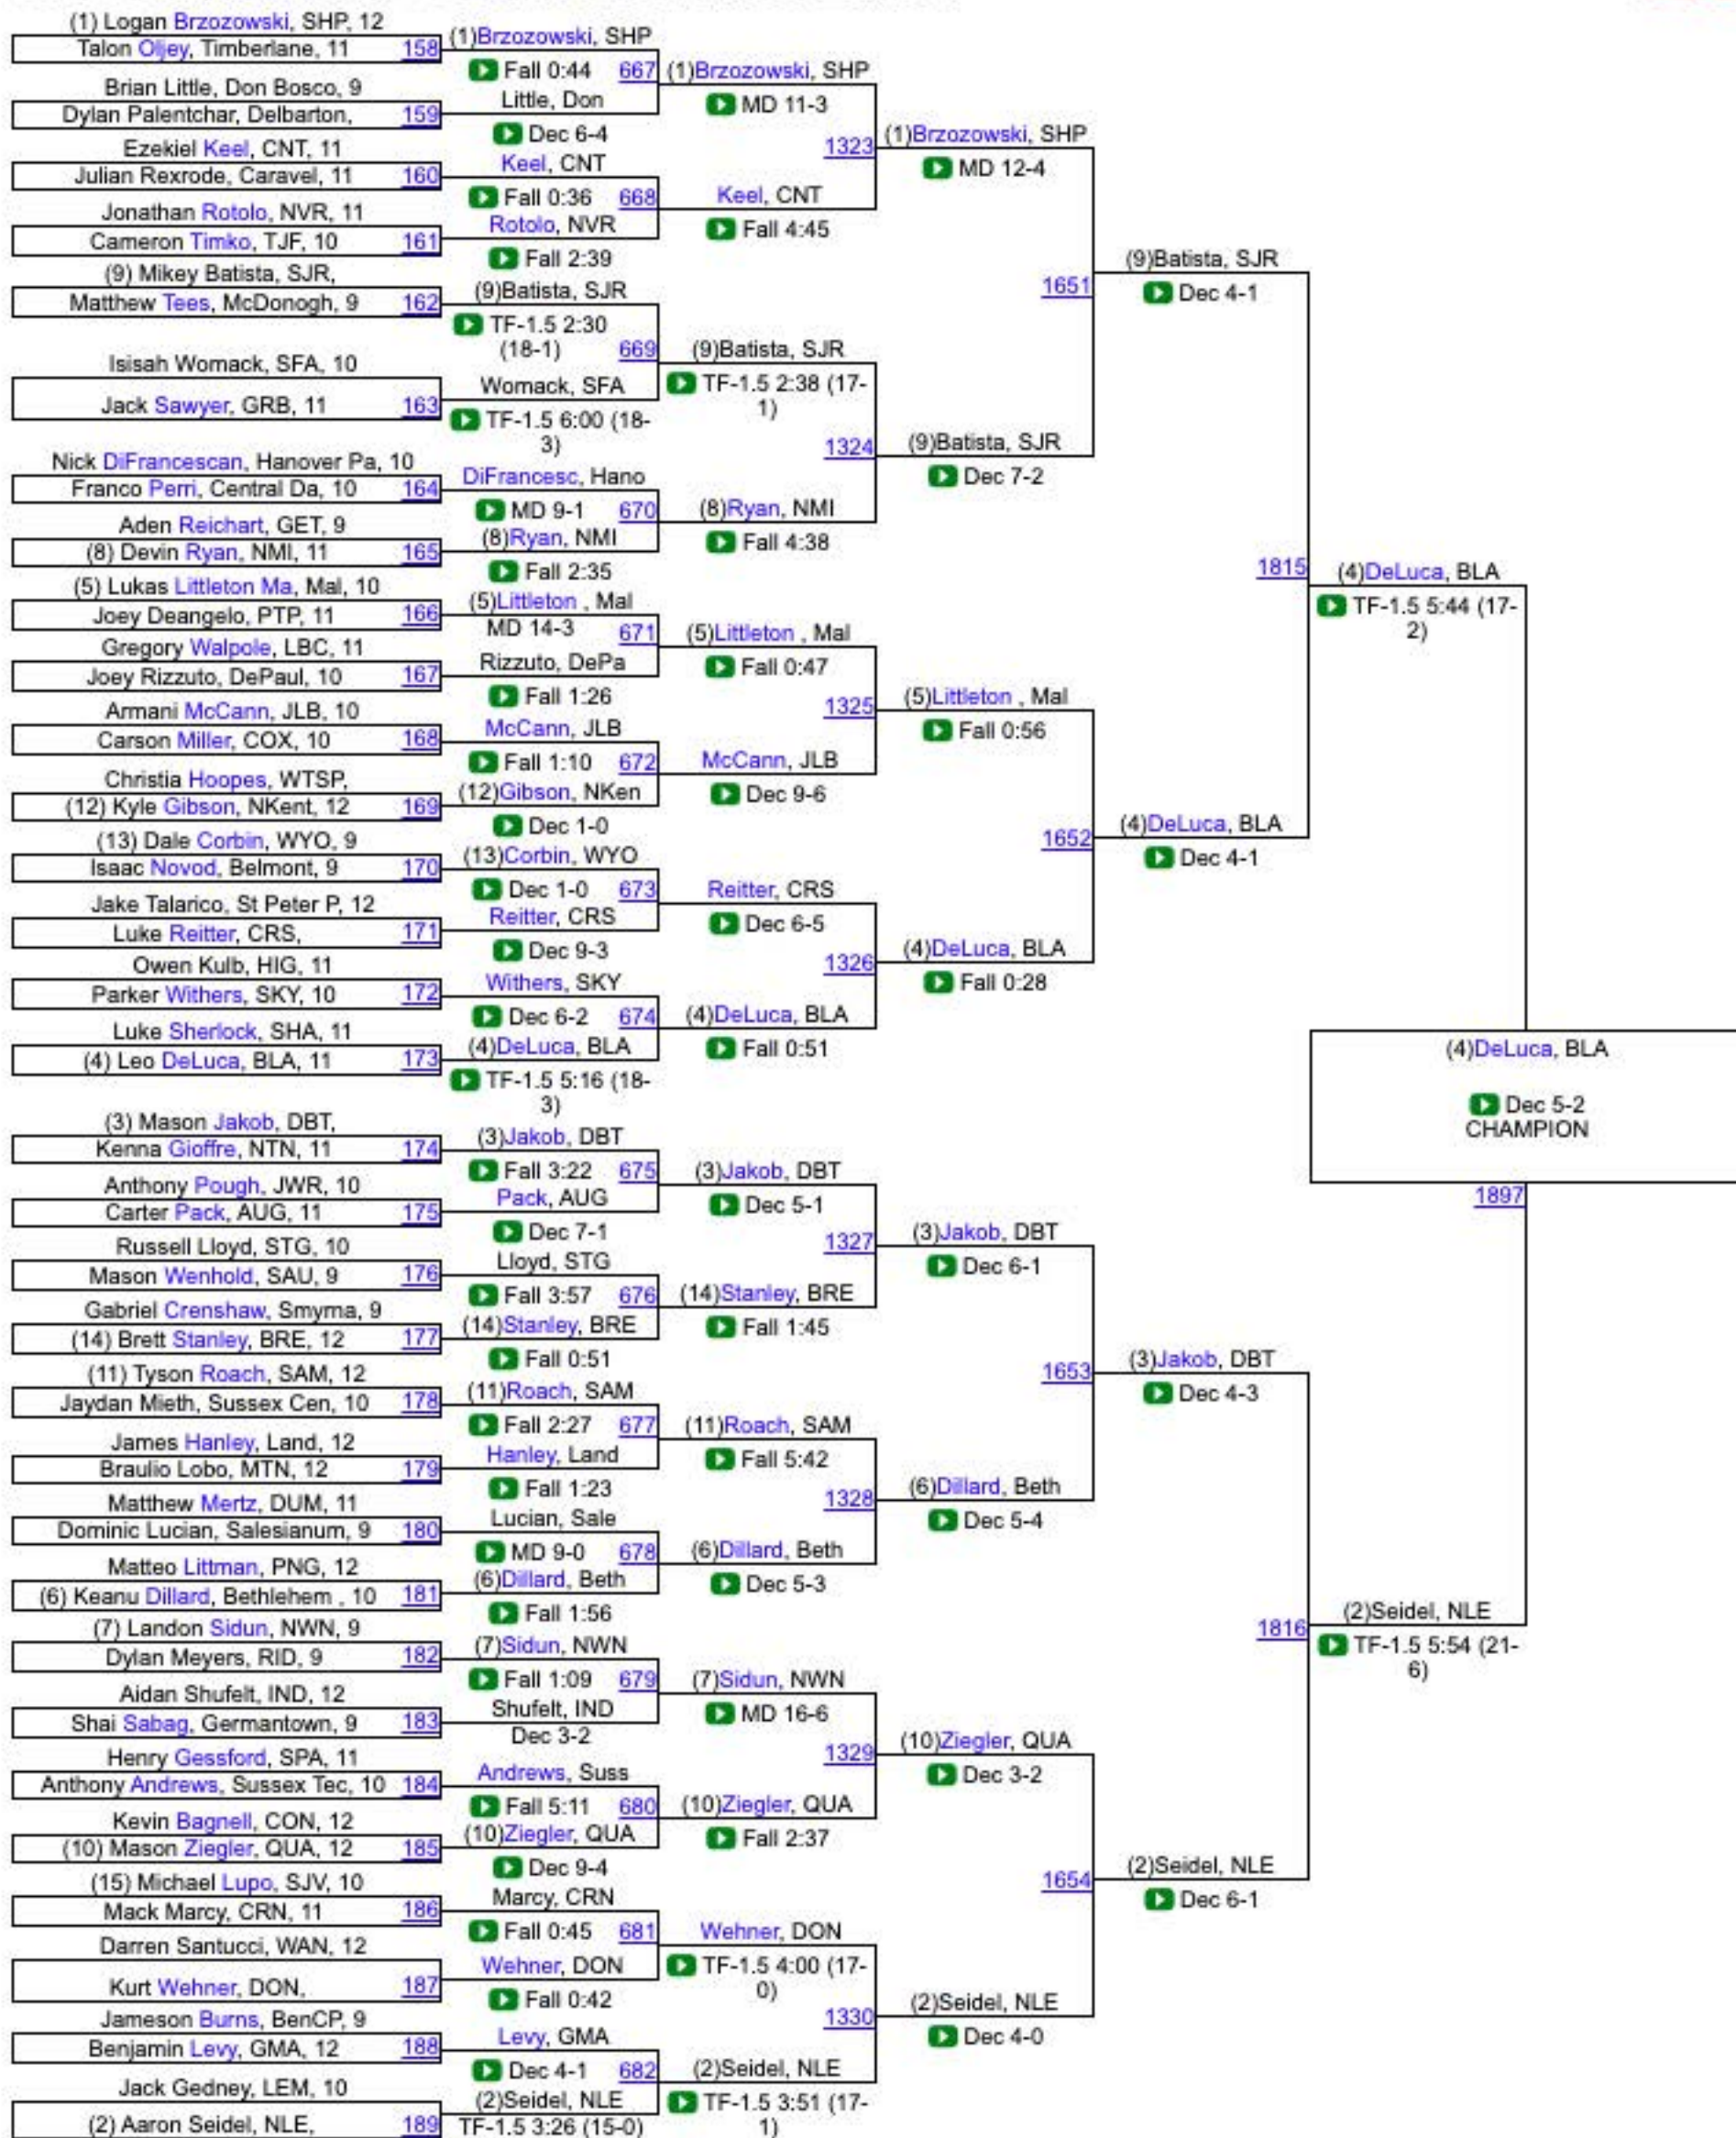 (1) Logan Brzozowski, SHP, 12
Talon Oljey, Timberlane, 11 158
Brian Little, Don Bosco, 9
Dylan Palentchar, Delbarton, 159
Ezekiel Keel, CNT, 11
Julian Rexrode, Caravel, 11 160
Jonathan Rotolo, NVR, 11
Cameron Timko, TJF, 10 161
(9) Mikey Batista, SJR,
Matthew Tees, McDonogh, 9 162
Isisah Womack, SFA, 10
Jack Sawyer, GRB, 11 163
Nick DiFrancescan, Hanover Pa, 10
Franco Perri, Central Da, 10 164
Aden Reichart, GET, 9
(8) Devin Ryan, NMI, 11 165
(5) Lukas Littleton Ma, Mal, 10
Joey Deangelo, PTP, 11 166
Gregory Walpole, LBC, 11
Joey Rizzuto, DePaul, 10 167
Armani McCann, JLB, 10
Carson Miller, COX, 10 168
Christia Hoopes, WTSP,
(12) Kyle Gibson, NKent, 12 169
(13) Dale Corbin, WYO, 9
Isaac Novod, Belmont, 9 170
Jake Talarico, St Peter P, 12
Luke Reitter, CRS, 171
Owen Kulb, HIG, 11
Parker Withers, SKY, 10 172
Luke Sherlock, SHA, 11
(4) Leo DeLuca, BLA, 11 173
(3) Mason Jakob, DBT,
Kenna Gioffre, NTN, 11 174
Anthony Pough, JWR, 10
Carter Pack, AUG, 11 175
Russell Lloyd, STG, 10
Mason Wenhold, SAU, 9 176
Gabriel Crenshaw, Smyrna, 9
(14) Brett Stanley, BRE, 12 177
(11) Tyson Roach, SAM, 12
Jaydan Mieth, Sussex Cen, 10 178
James Hanley, Land, 12
Braulio Lobo, MTN, 12 179
Matthew Mertz, DUM, 11
Dominic Lucian, Salesianum, 9 180
Matteo Littman, PNG, 12
(6) Keanu Dillard, Bethlehem , 10 181
(7) Landon Sidun, NWN, 9
Dylan Meyers, RID, 9 182
Aidan Shufelt, IND, 12
Shai Sabag, Germantown, 9 183
Henry Gessford, SPA, 11
Anthony Andrews, Sussex Tec, 10 184
Kevin Bagnell, CON, 12
(10) Mason Ziegler, QUA, 12 185
(15) Michael Lupo, SJV, 10
Mack Marcy, CRN, 11 186
Darren Santucci, WAN, 12
Kurt Wehner, DON, 187
Jameson Burns, BenCP, 9
Benjamin Levy, GMA, 12 188
Jack Gedney, LEM, 10
(2) Aaron Seidel, NLE, 189
(1)Brzozowski, SHP
Fall 0:44 667
Little, Don
Dec 6-4
Keel, CNT
Fall 0:36 668
Rotolo, NVR
Fall 2:39
(9)Batista, SJR
TF-1.5 2:30
(18-1) 669
Womack, SFA
TF-1.5 6:00 (18-
3)
DiFrancesc, Hano
MD 9-1 670
(8)Ryan, NMI
Fall 2:35
(5)Littleton , Mal
MD 14-3 671
Rizzuto, DePa
Fall 1:26
McCann, JLB
Fall 1:10 672
(12)Gibson, NKen
Dec 1-0
(13)Corbin, WYO
Dec 1-0 673
Reitter, CRS
Dec 9-3
Withers, SKY
Dec 6-2 674
(4)DeLuca, BLA
TF-1.5 5:16 (18-
3)
(3)Jakob, DBT
Fall 3:22 675
Pack, AUG
Dec 7-1
Lloyd, STG
Fall 3:57 676
(14)Stanley, BRE
Fall 0:51
(11)Roach, SAM
Fall 2:27 677
Hanley, Land
Fall 1:23
Lucian, Sale
MD 9-0 678
(6)Dillard, Beth
Fall 1:56
(7)Sidun, NWN
Fall 1:09 679
Shufelt, IND
Dec 3-2
Andrews, Suss
Fall 5:11 680
(10)Ziegler, QUA
Dec 9-4
Marcy, CRN
Fall 0:45 681
Wehner, DON
Fall 0:42
Levy, GMA
Dec 4-1 682
(2)Seidel, NLE
TF-1.5 3:26 (15-0)
(1)Brzozowski, SHP
MD 11-3
1323
Keel, CNT
Fall 4:45
(9)Batista, SJR
TF-1.5 2:38 (17-
1)
1324
(8)Ryan, NMI
Fall 4:38
(5)Littleton , Mal
Fall 0:47
1325
McCann, JLB
Dec 9-6
Reitter, CRS
Dec 6-5
1326
(4)DeLuca, BLA
Fall 0:51
(3)Jakob, DBT
Dec 5-1
1327
(14)Stanley, BRE
Fall 1:45
(11)Roach, SAM
Fall 5:42
1328
(6)Dillard, Beth
Dec 5-3
(7)Sidun, NWN
MD 16-6
1329
(10)Ziegler, QUA
Fall 2:37
Wehner, DON
TF-1.5 4:00 (17-
0)
1330
(2)Seidel, NLE
TF-1.5 3:51 (17-
1)
(1)Brzozowski, SHP
MD 12-4
1651
(9)Batista, SJR
Dec 7-2
(5)Littleton , Mal
Fall 0:56
1652
(4)DeLuca, BLA
Fall 0:28
(3)Jakob, DBT
Dec 6-1
1653
(6)Dillard, Beth
Dec 5-4
(10)Ziegler, QUA
Dec 3-2
1654
(2)Seidel, NLE
Dec 4-0
(9)Batista, SJR
Dec 4-1
1815
(4)DeLuca, BLA
Dec 4-1
(3)Jakob, DBT
Dec 4-3
1816
(2)Seidel, NLE
Dec 6-1
(4)DeLuca, BLA
TF-1.5 5:44 (17-
2)
(4)DeLuca, BLA
Dec 5-2
CHAMPION
1897
(2)Seidel, NLE
TF-1.5 5:54 (21-
6)